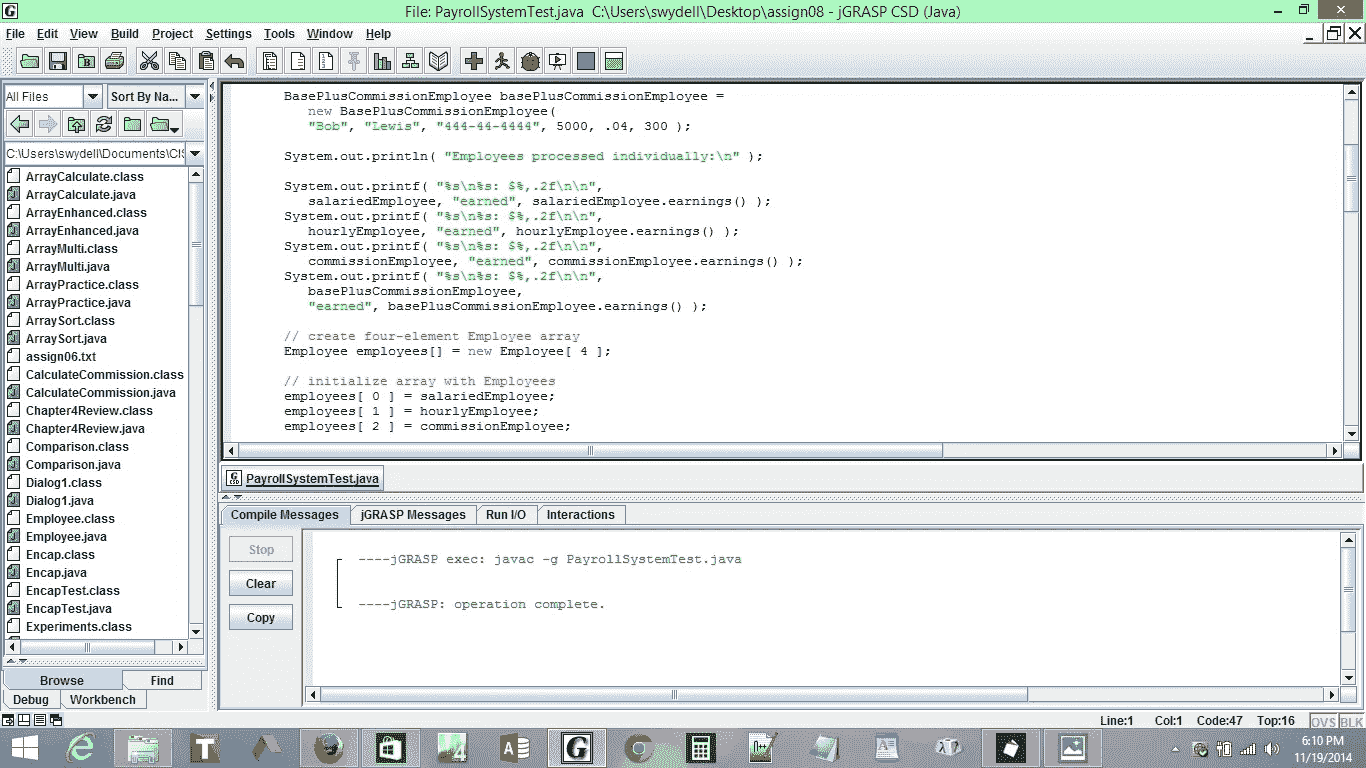 File: PayrollSystemTest.java C:\Users\swydell\Desktop\assign08 - jGRASP CSD (Java)
File Edit View Build Project Settings Tools Window Help
All Files Sort By Na...
C:\Users\swydell\Documents\CIS
ArrayCalculate.class
ArrayCalculate.java
ArrayEnhanced.class
ArrayEnhanced.java
ArrayMulti.class
ArrayMulti.java
ArrayPractice.class
ArrayPractice.java
ArraySort.class
ArraySort.java
assign06.txt
CalculateCommission.class
CalculateCommission.java
Chapter4Review.class
Chapter4Review.java
Comparison.class
Comparison.java
Dialog1.class
Dialog1.java
Employee.class
Employee.java
Encap.class
Encap.java
EncapTest.class
EncapTest.java
Experiments.class
Browse Find
Debug Workbench
BasePlusCommissionEmployee basePlusCommissionEmployee =
new BasePlusCommissionEmployee(
"Bob", "Lewis", "444-44-4444", 5000, .04, 300 );
System.out.println( "Employees processed individually:\n" );
System.out.printf( "%s\n%s: $%,.2f\n\n",
salariedEmployee, "earned", salariedEmployee.earnings() );
System.out.printf( "%s\n%s: $%,.2f\n\n",
hourlyEmployee, "earned", hourlyEmployee.earnings() );
System.out.printf( "%s\n%s: $%,.2f\n\n",
commissionEmployee, "earned", commissionEmployee.earnings() );
System.out.printf( "%s\n%s: $%,.2f\n\n",
basePlusCommissionEmployee,
"earned", basePlusCommissionEmployee.earnings() );
// create four-element Employee array
Employee employees[] = new Employee[ 4 ];
// initialize array with Employees
employees[ 0 ] = salariedEmployee;
employees[ 1 ] = hourlyEmployee;
employees[ 2 ] = commissionEmployee;
PayrollSystemTest.java
Compile Messages jGRASP Messages Run I/O Interactions
Stop
Clear
Copy
----jGRASP exec: javac -g PayrollSystemTest.java
----jGRASP: operation complete.
Line:1 Col:1 Code:47 Top:16 OVS BLK
6:10 PM
11/19/2014